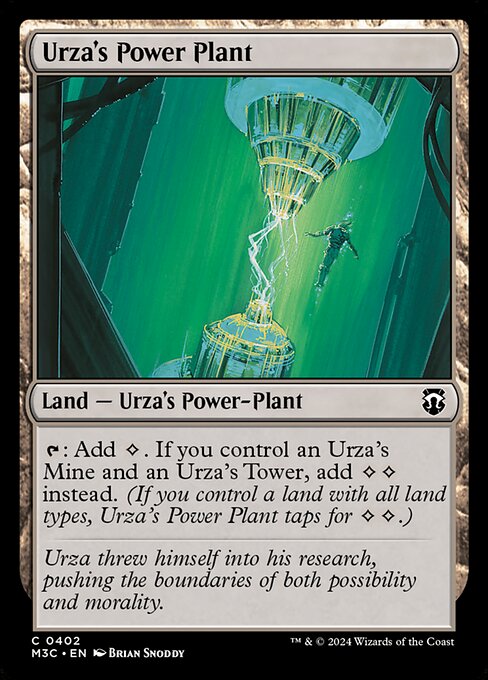 Urza's Power Plant
Land — Urza's Power-Plant
: Add . If you control an Urza's
Mine and an Urza's Tower, add
instead. (If you control a land with all land
types, Urza's Power Plant taps for .)
Urza threw himself into his research,
pushing the boundaries of both possibility
and morality.
C 0402
M3C • EN Brian Snoddy
™ & © 2024 Wizards of the Coast